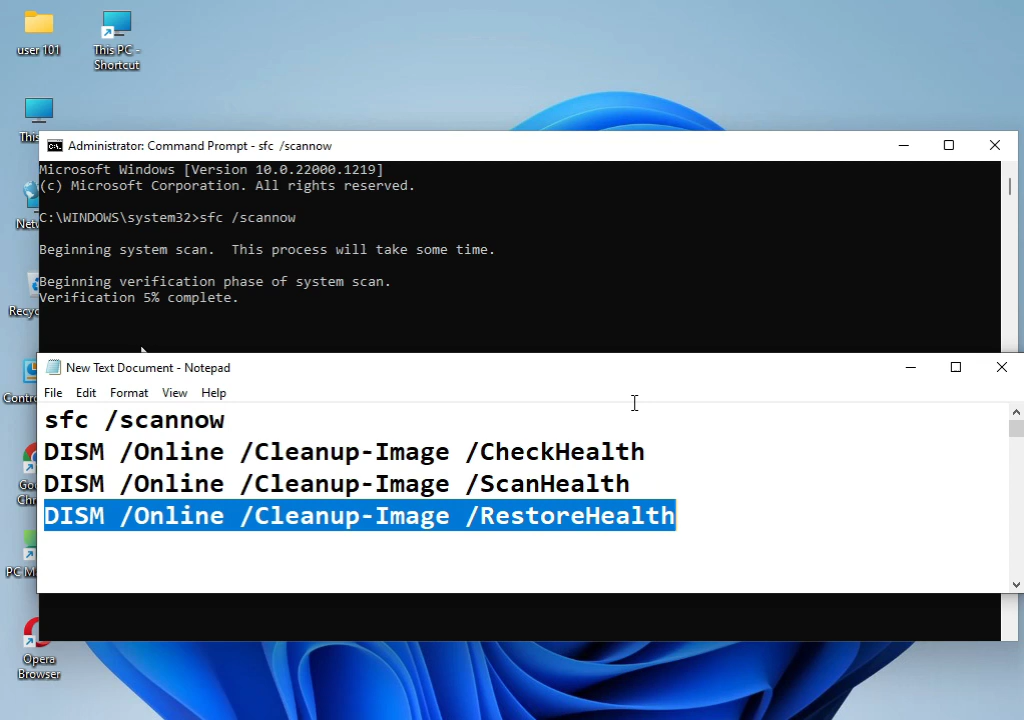 user 101
This PC -
Shortcut
This
Administrator: Command Prompt - sfc /scannow
Microsoft Windows [Version 10.0.22000.1219]
(c) Microsoft Corporation. All rights reserved.
C:\WINDOWS\system32>sfc /scannow
Beginning system scan.  This process will take some time.
Beginning verification phase of system scan.
Verification 5% complete.
New Text Document - Notepad
File Edit Format View Help
sfc /scannow
DISM /Online /Cleanup-Image /CheckHealth
DISM /Online /Cleanup-Image /ScanHealth
DISM /Online /Cleanup-Image /RestoreHealth
Opera
Browser